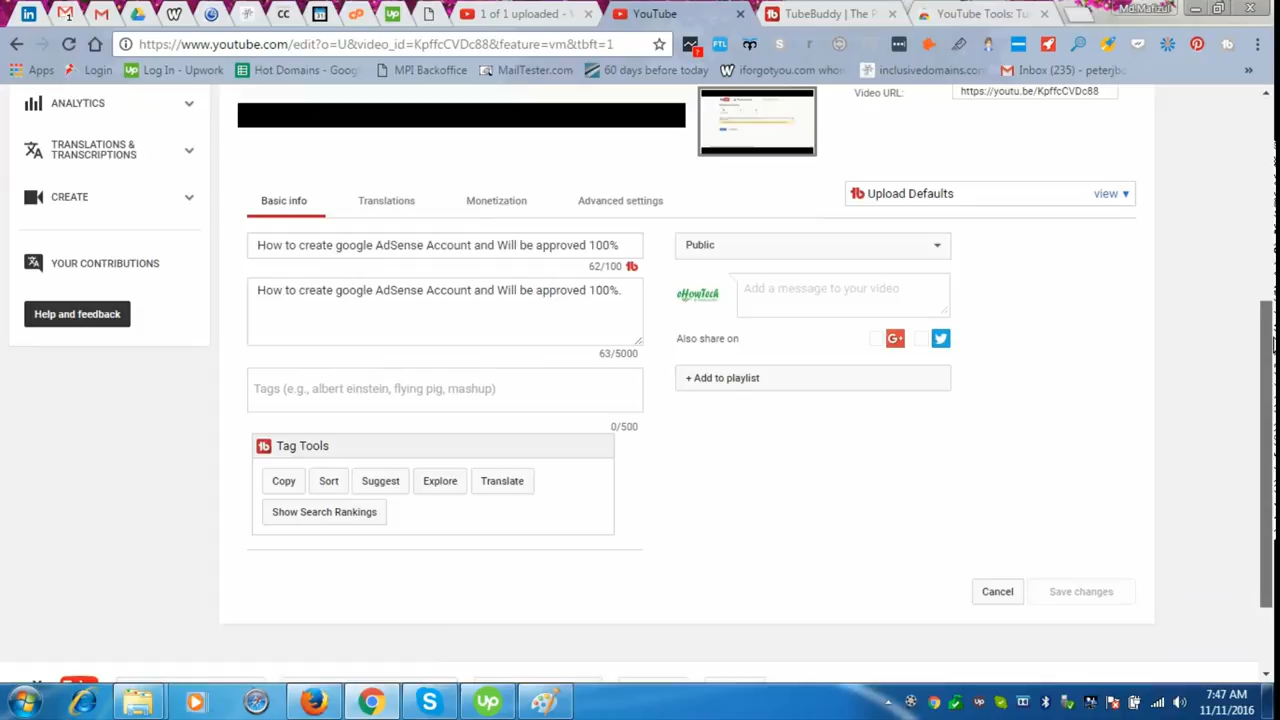 1 of 1 uploaded -
YouTube
TubeBuddy | The P
YouTube Tools: Tu
Md.Matizul
https://www.youtube.com/edit?o=U&video_id=KpffcCVDc88&feature=vm&tbft=1
Apps
Login
Log In - Upwork
Hot Domains - Goog
MPI Backoffice
MailTester.com
60 days before today
iforgotyou.com whoi
inclusivedomains.co
Inbox (235) - peterjb
»
ANALYTICS
TRANSLATIONS &
TRANSCRIPTIONS
CREATE
YOUR CONTRIBUTIONS
Help and feedback
Video URL:
https://youtu.be/KpffcCVDc88
Basic info
Translations
Monetization
Advanced settings
Upload Defaults
view ▼
How to create google AdSense Account and Will be approved 100%
62/100
How to create google AdSense Account and Will be approved 100%.
63/5000
Tags (e.g., albert einstein, flying pig, mashup)
0/500
Tag Tools
Copy
Sort
Suggest
Explore
Translate
Show Search Rankings
Public
eHowTech
Add a message to your video
Also share on
G+
+ Add to playlist
Cancel
Save changes
7:47 AM
11/11/2016